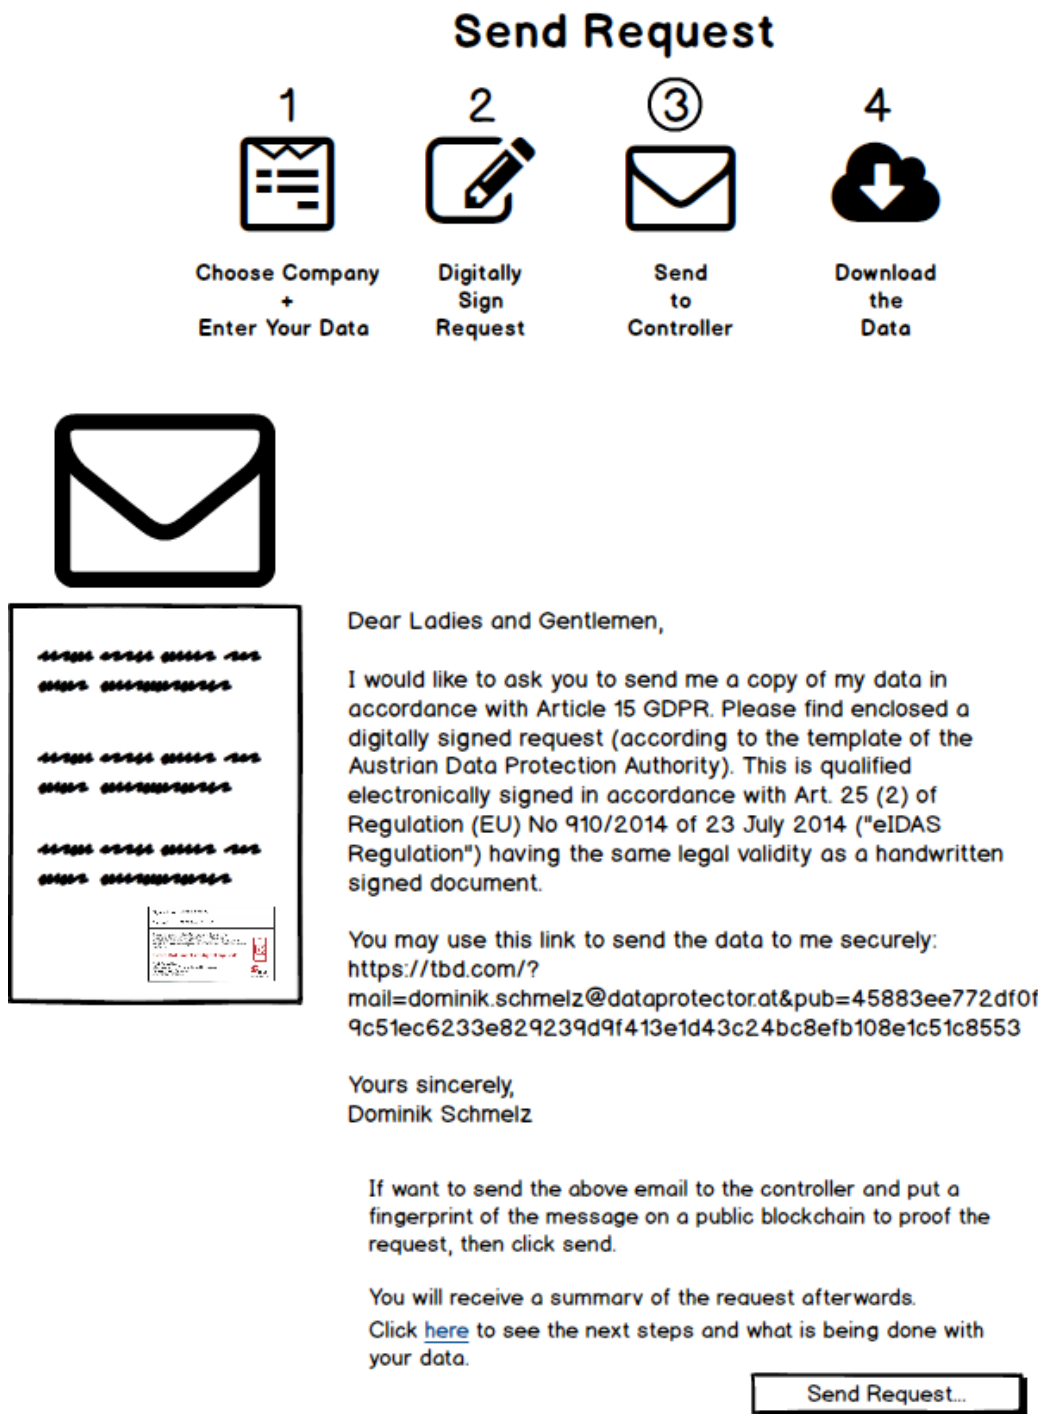 Send Request
1 2 3 4
Choose Company
+
Enter Your Data
Digitally
Sign
Request
Send
to
Controller
Download
the
Data
Dear Ladies and Gentlemen,
I would like to ask you to send me a copy of my data in
accordance with Article 15 GDPR. Please find enclosed a
digitally signed request (according to the template of the
Austrian Data Protection Authority). This is qualified
electronically signed in accordance with Art. 25 (2) of
Regulation (EU) No 910/2014 of 23 July 2014 ("eIDAS
Regulation") having the same legal validity as a handwritten
signed document.
You may use this link to send the data to me securely:
https://tbd.com/?
mail=dominik.schmelz@dataprotector.at&pub=45883ee772df0f
9c51ec6233e829239d9f413e1d43c24bc8efb108e1c51c8553
Yours sincerely,
Dominik Schmelz
If want to send the above email to the controller and put a
fingerprint of the message on a public blockchain to proof the
request, then click send.
You will receive a summary of the request afterwards.
Click here to see the next steps and what is being done with
your data.
Send Request...